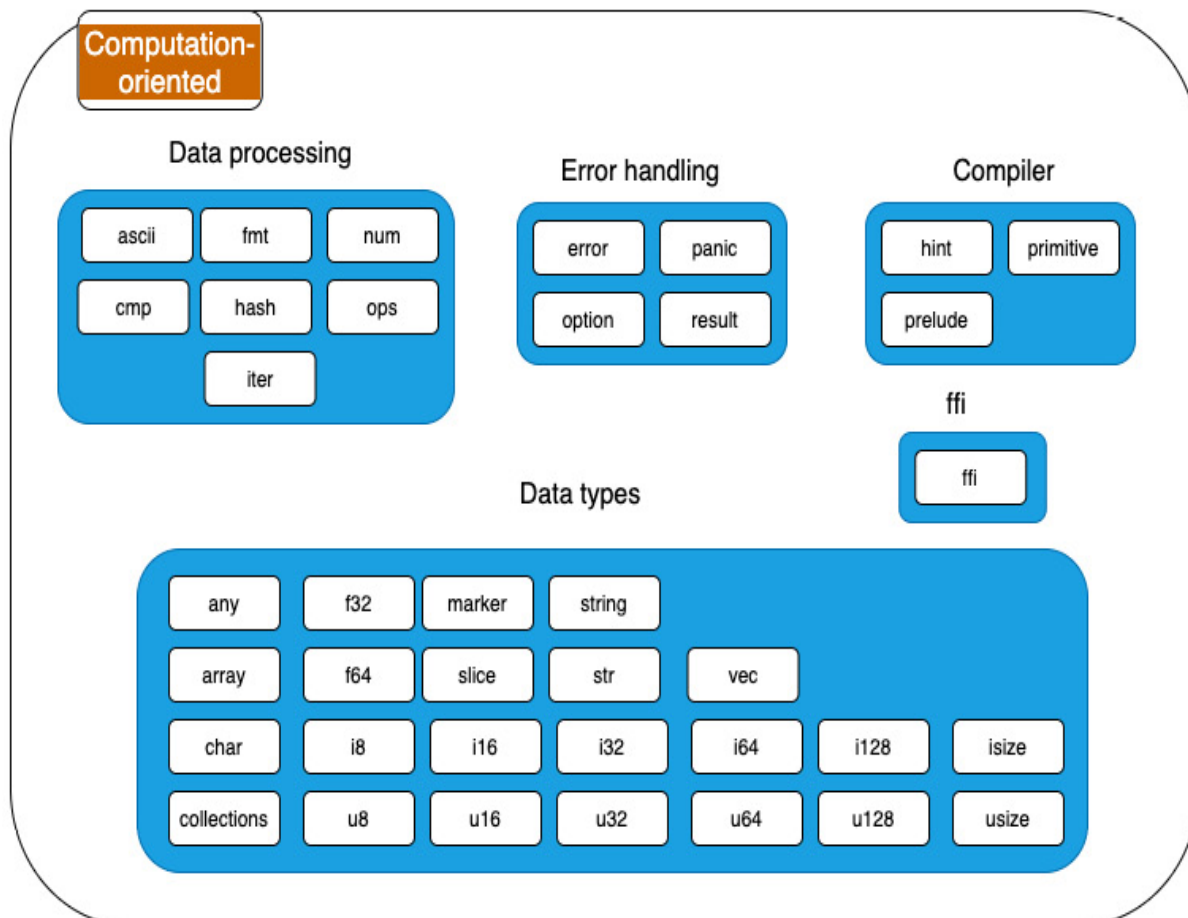 Computation-
oriented
Data processing
ascii fmt num
cmp hash ops
iter
Error handling
error panic
option result
Compiler
hint primitive
prelude
ffi
ffi
Data types
any f32 marker string
array f64 slice str vec
char i8 i16 i32 i64 i128 isize
collections u8 u16 u32 u64 u128 usize